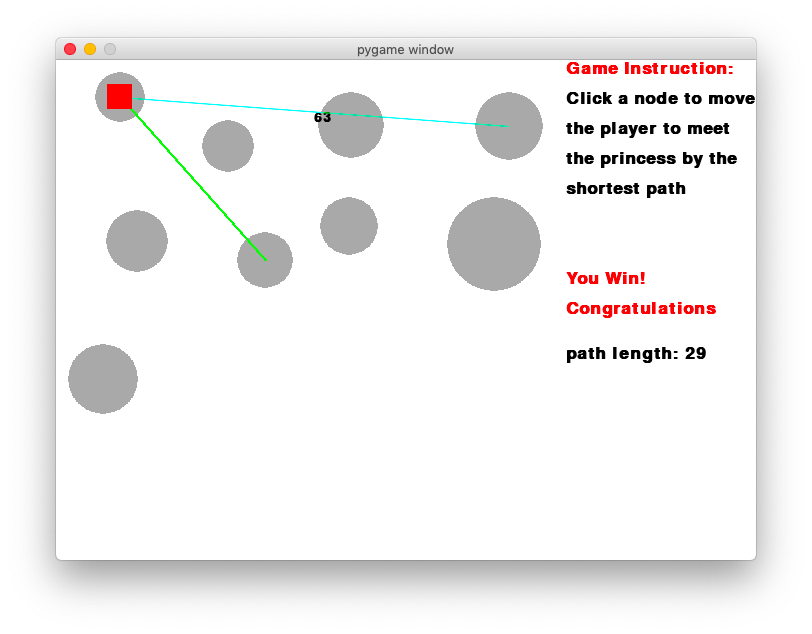 pygame window
Game Instruction:
Click a node to move
the player to meet
the princess by the
shortest path
63
You Win!
Congratulations
path length: 29